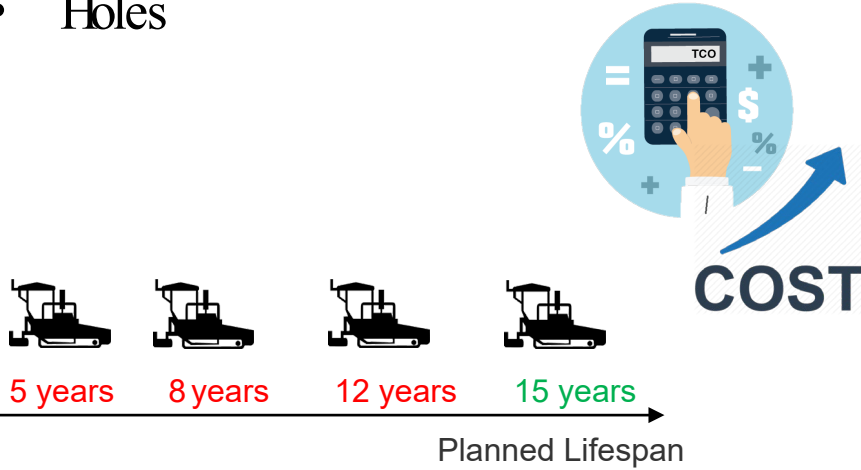 • Holes
TCO
= + $ % % + −
COST
5 years 8 years 12 years 15 years
Planned Lifespan